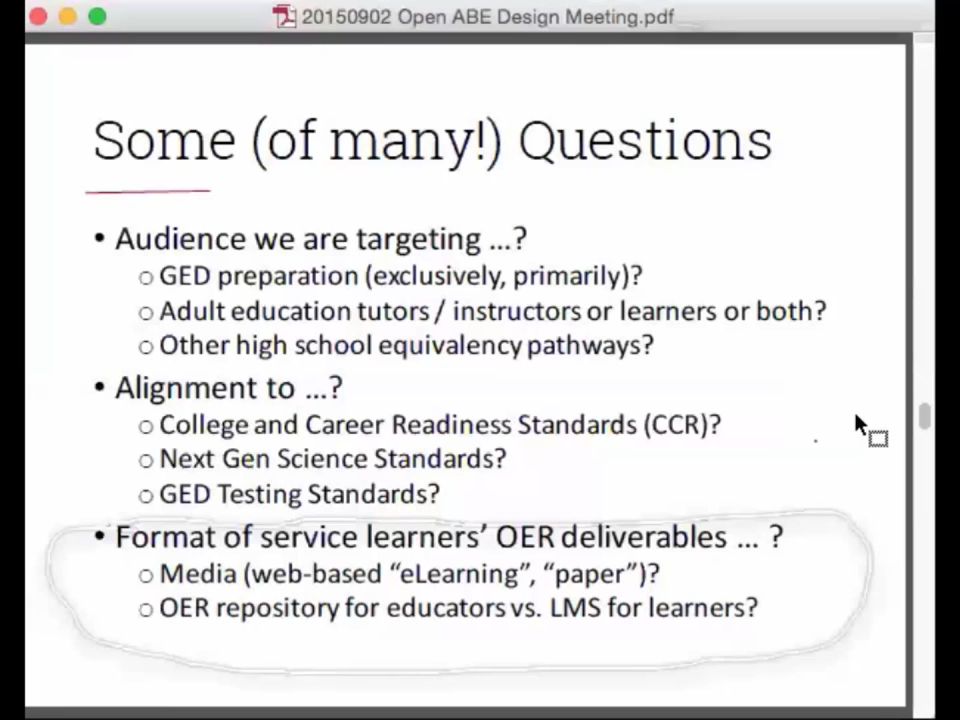 20150902 Open ABE Design Meeting.pdf
Some (of many!) Questions
• Audience we are targeting ...?
○ GED preparation (exclusively, primarily)?
○ Adult education tutors / instructors or learners or both?
○ Other high school equivalency pathways?
• Alignment to ...?
○ College and Career Readiness Standards (CCR)?
○ Next Gen Science Standards?
○ GED Testing Standards?
• Format of service learners’ OER deliverables ... ?
○ Media (web-based “eLearning”, “paper”)?
○ OER repository for educators vs. LMS for learners?